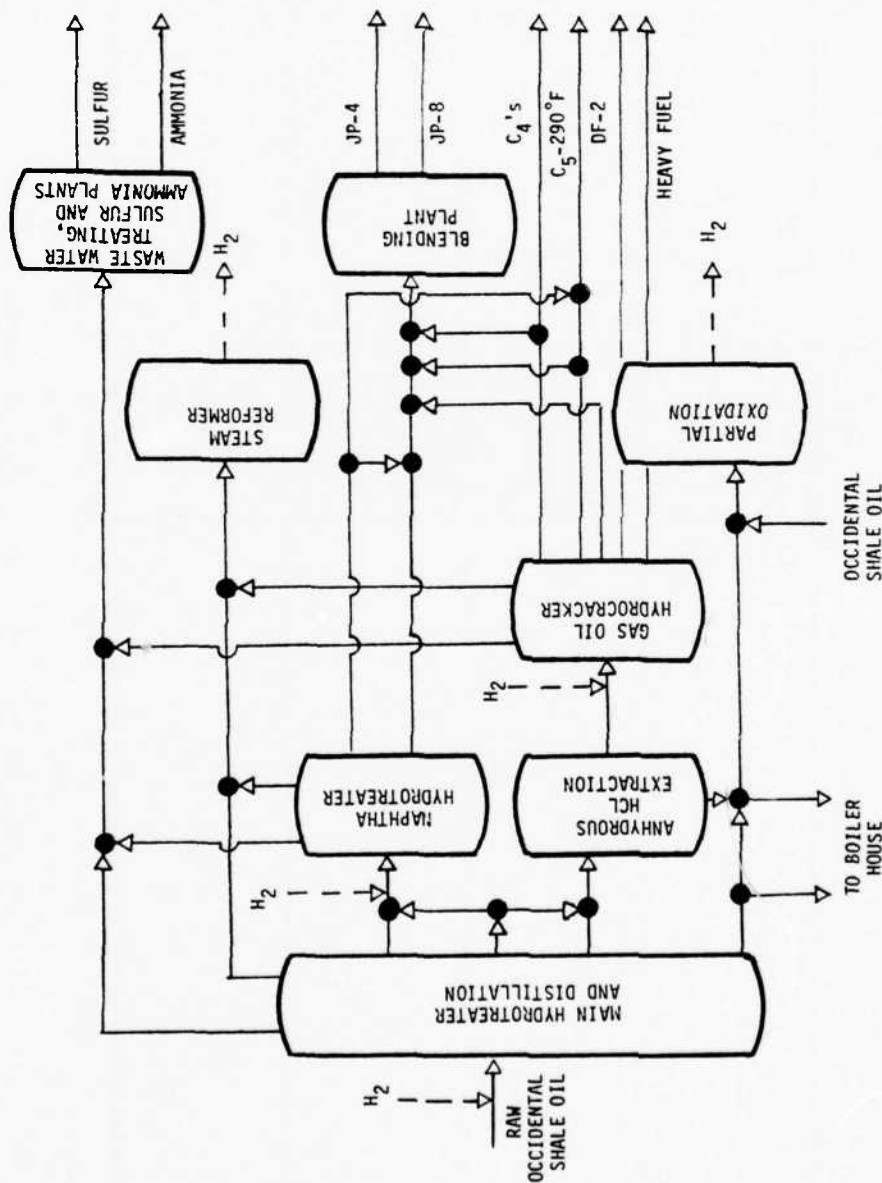 SULFUR
AMMONIA
WASTE WATER
TREATING,
SULFUR AND
AMMONIA PLANTS
H2
STEAM
REFORMER
JP-4
JP-8
BLENDING
PLANT
C4's
C5-290°F
DF-2
HEAVY FUEL
H2
PARTIAL
OXIDATION
OCCIDENTAL
SHALE OIL
GAS OIL
HYDROCRACKER
H2
NAPHTHA
HYDROTREATER
H2
ANHYDROUS
HCL
EXTRACTION
TO BOILER
HOUSE
MAIN HYDROTREATER
AND DISTILLATION
H2
RAW
OCCIDENTAL
SHALE OIL